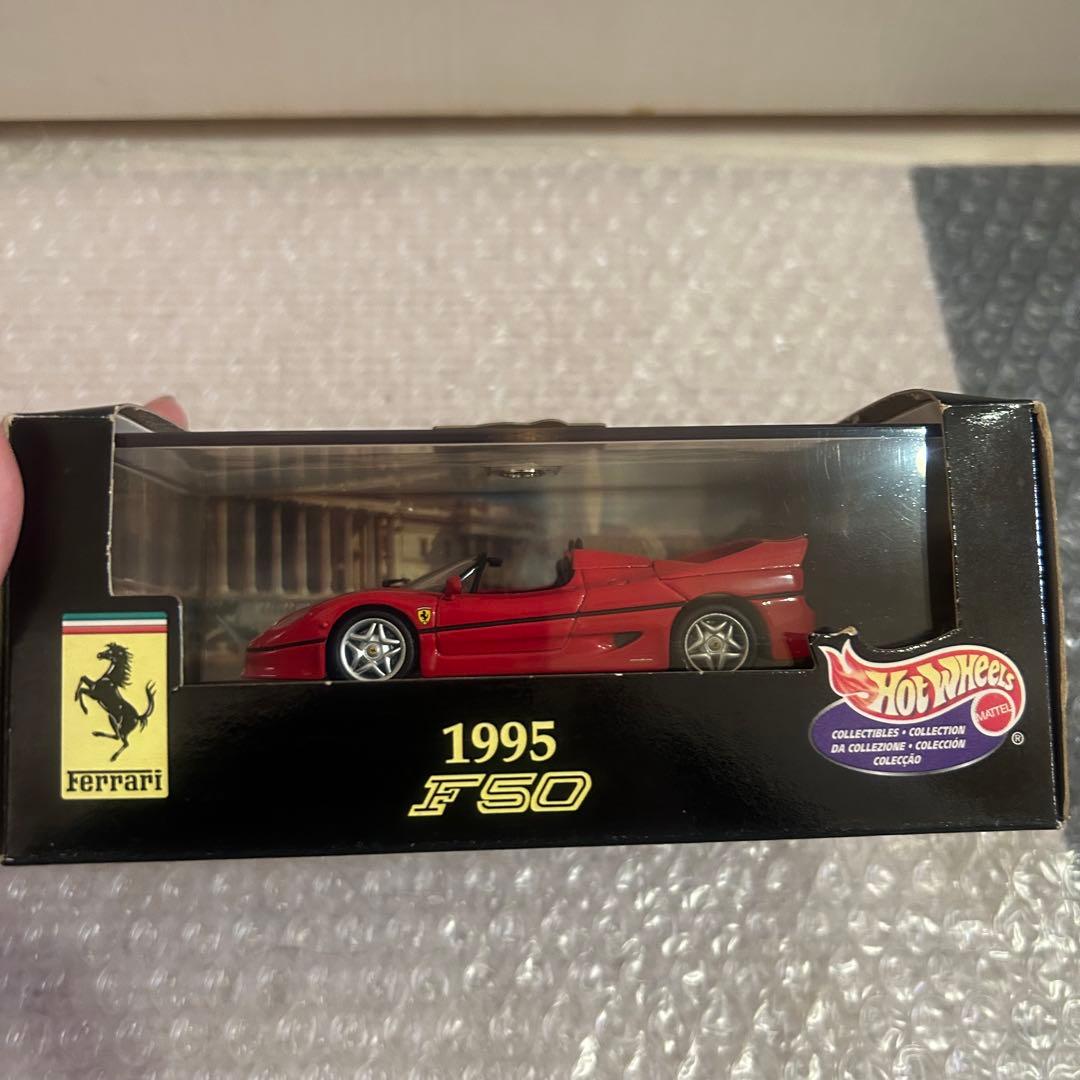 Ferrari
1995
F50
HOT WHEELS
MATTEL
®
COLLECTIBLES • COLLECTION
DA COLLEZIONE • COLECCIÓN
COLECÇÃO